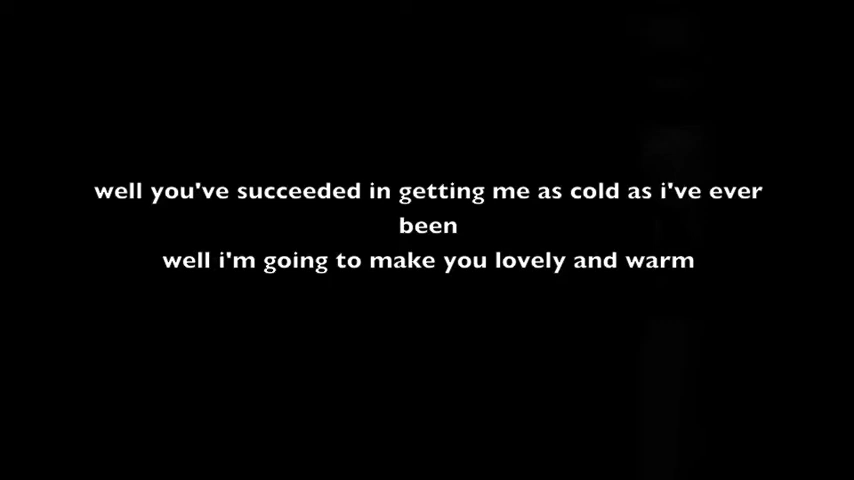 well you've succeeded in getting me as cold as i've ever
been
well i'm going to make you lovely and warm